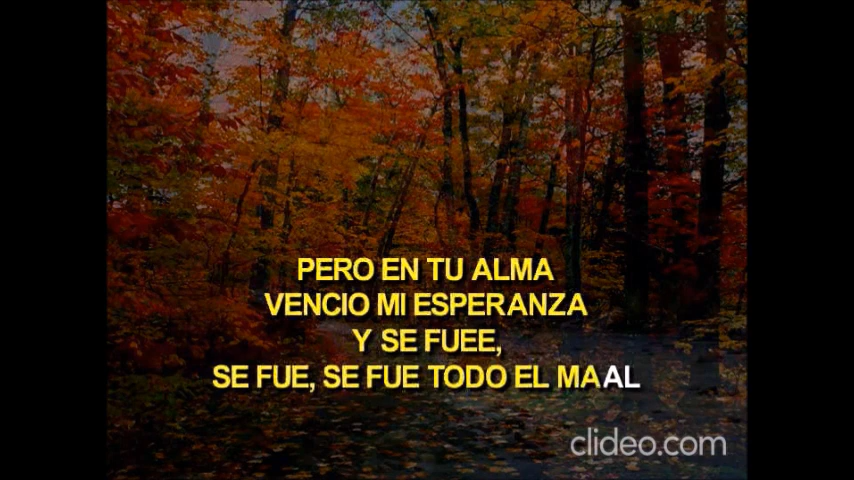 PERO EN TU ALMA
VENCIO MI ESPERANZA
Y SE FUEE,
SE FUE, SE FUE TODO EL MAAL
clideo.com